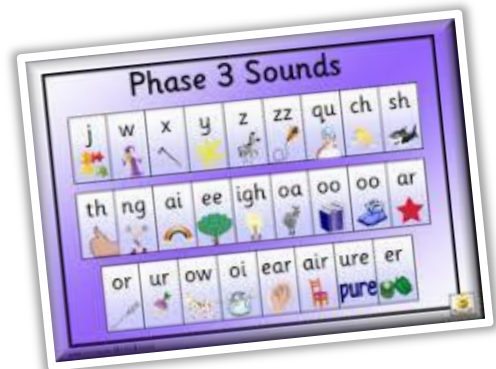 Phase 3 Sounds
j w x y z zz qu ch sh
th ng ai ee igh oa oo oo ar
or ur ow oi ear air ure er
pure